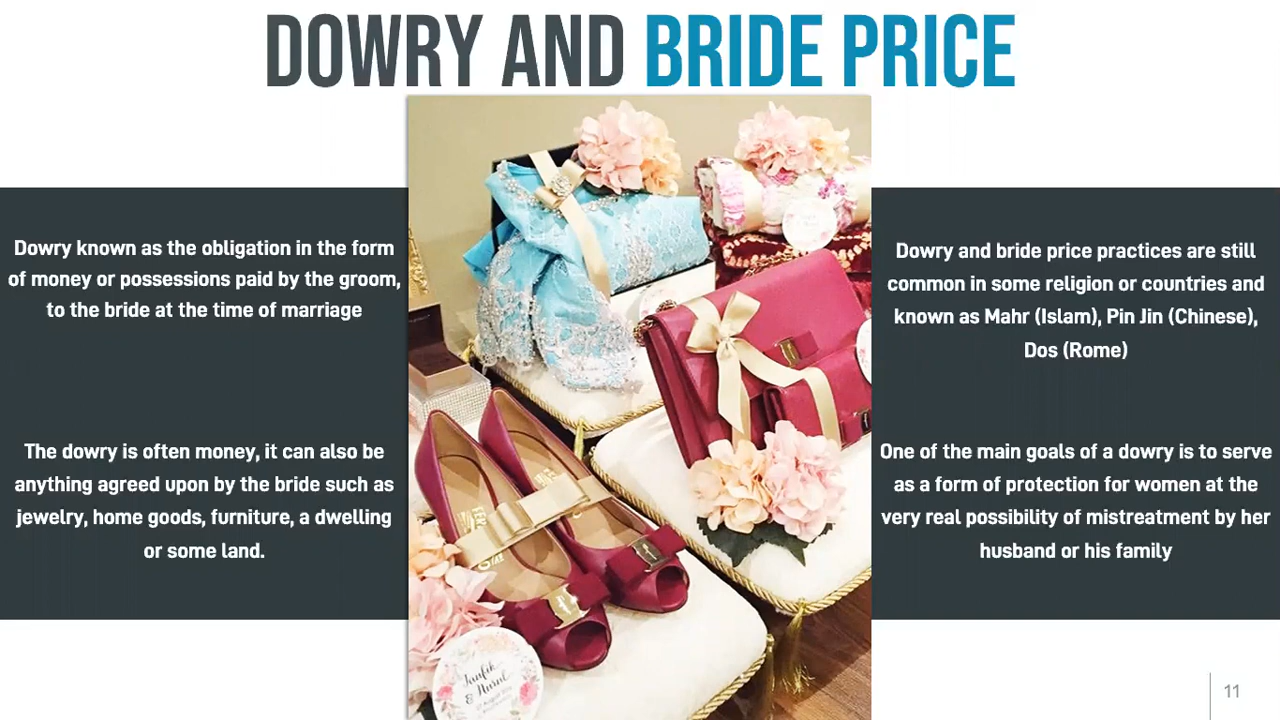 DOWRY AND BRIDE PRICE
Dowry known as the obligation in the form
of money or possessions paid by the groom,
to the bride at the time of marriage
The dowry is often money, it can also be
anything agreed upon by the bride such as
jewelry, home goods, furniture, a dwelling
or some land.
Dowry and bride price practices are still
common in some religion or countries and
known as Mahr (Islam), Pin Jin (Chinese),
Dos (Rome)
One of the main goals of a dowry is to serve
as a form of protection for women at the
very real possibility of mistreatment by her
husband or his family
Taufik
& Nurul
11